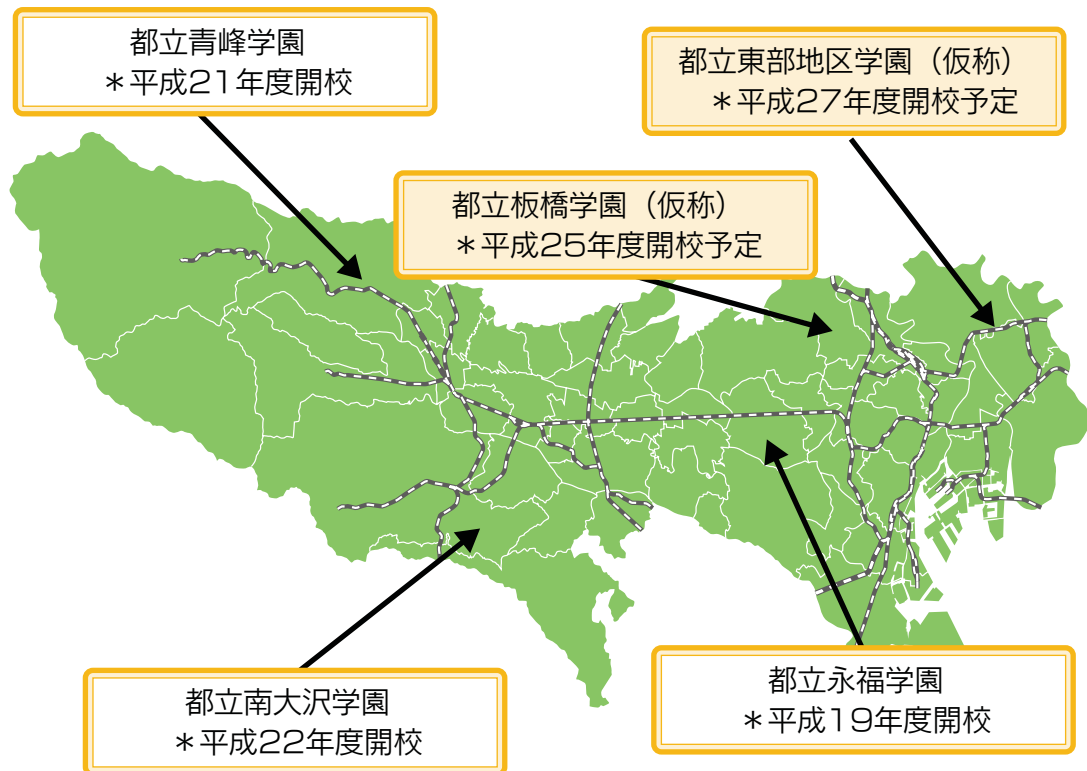 都立青峰学園
＊平成21年度開校
都立東部地区学園（仮称）
＊平成27年度開校予定
都立板橋学園（仮称）
＊平成25年度開校予定
都立南大沢学園
＊平成22年度開校
都立永福学園
＊平成19年度開校